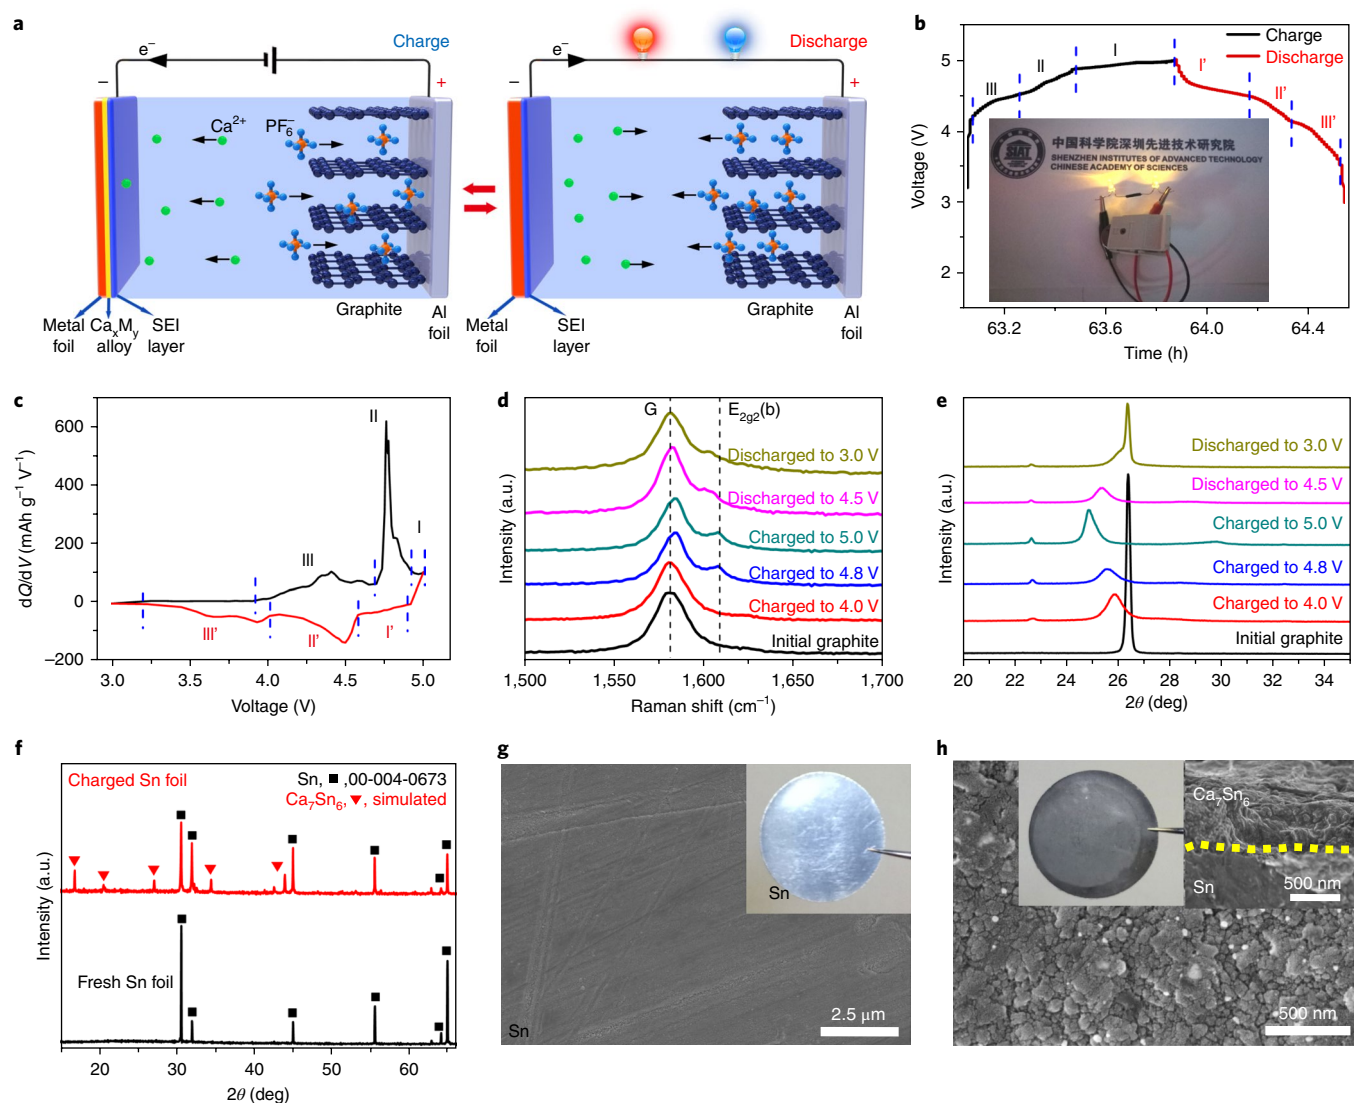 a
Charge
e⁻
−
+
Ca²⁺
PF₆⁻
Graphite
Metal foil
CaₓMᵧ alloy
SEI layer
Al foil
Discharge
e⁻
−
+
Graphite
Metal foil
SEI layer
Al foil
b
Charge
Discharge
III
II
I
I'
II'
III'
5
4
3
2
Voltage (V)
63.2
63.6
64.0
64.4
Time (h)
SIAT
中国科学院深圳先进技术研究院
SHENZHEN INSTITUTES OF ADVANCED TECHNOLOGY
CHINESE ACADEMY OF SCIENCES
c
600
400
200
0
−200
dQ/dV (mAh g⁻¹ V⁻¹)
II
I
III
III'
II'
I'
3.0
3.5
4.0
4.5
5.0
Voltage (V)
d
G
E₂g₂(b)
Discharged to 3.0 V
Discharged to 4.5 V
Charged to 5.0 V
Charged to 4.8 V
Charged to 4.0 V
Initial graphite
Intensity (a.u.)
1,500
1,550
1,600
1,650
1,700
Raman shift (cm⁻¹)
e
Discharged to 3.0 V
Discharged to 4.5 V
Charged to 5.0 V
Charged to 4.8 V
Charged to 4.0 V
Initial graphite
Intensity (a.u.)
20
22
24
26
28
30
32
34
2θ (deg)
f
Charged Sn foil
Sn, ■ ,00-004-0673
Ca₇Sn₆, ▼, simulated
Fresh Sn foil
Intensity (a.u.)
20
30
40
50
60
2θ (deg)
g
Sn
Sn
2.5 μm
h
Ca₇Sn₆
Sn
500 nm
500 nm